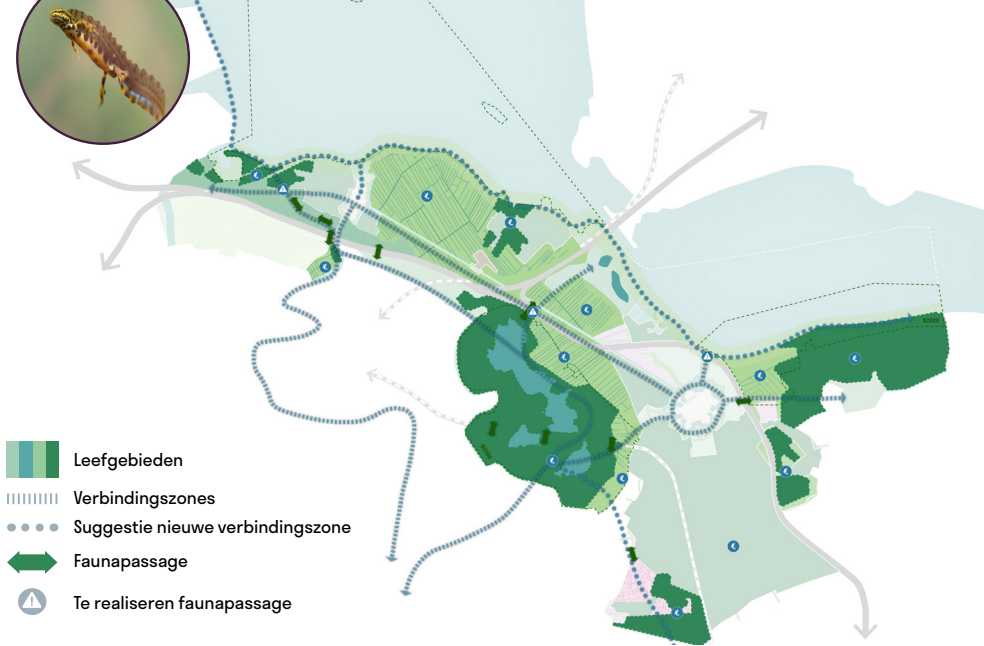 Leefgebieden
Verbindingszones
Suggestie nieuwe verbindingszone
Faunapassage
Te realiseren faunapassage